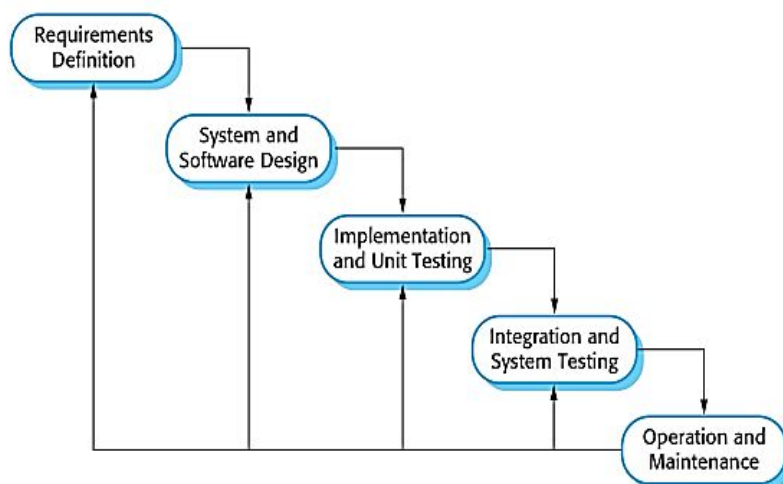 Requirements
Definition
System and
Software Design
Implementation
and Unit Testing
Integration and
System Testing
Operation and
Maintenance